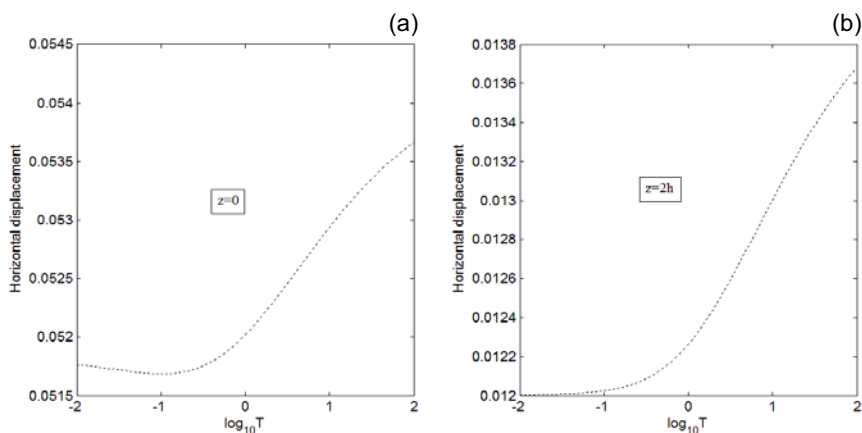 (a)
0.0545
0.054
0.0535
0.053
0.0525
0.052
0.0515
Horizontal displacement
z=0
-2 -1 0 1 2
log10T
(b)
0.0138
0.0136
0.0134
0.0132
0.013
0.0128
0.0126
0.0124
0.0122
0.012
Horizontal displacement
z=2h
-2 -1 0 1 2
log10T